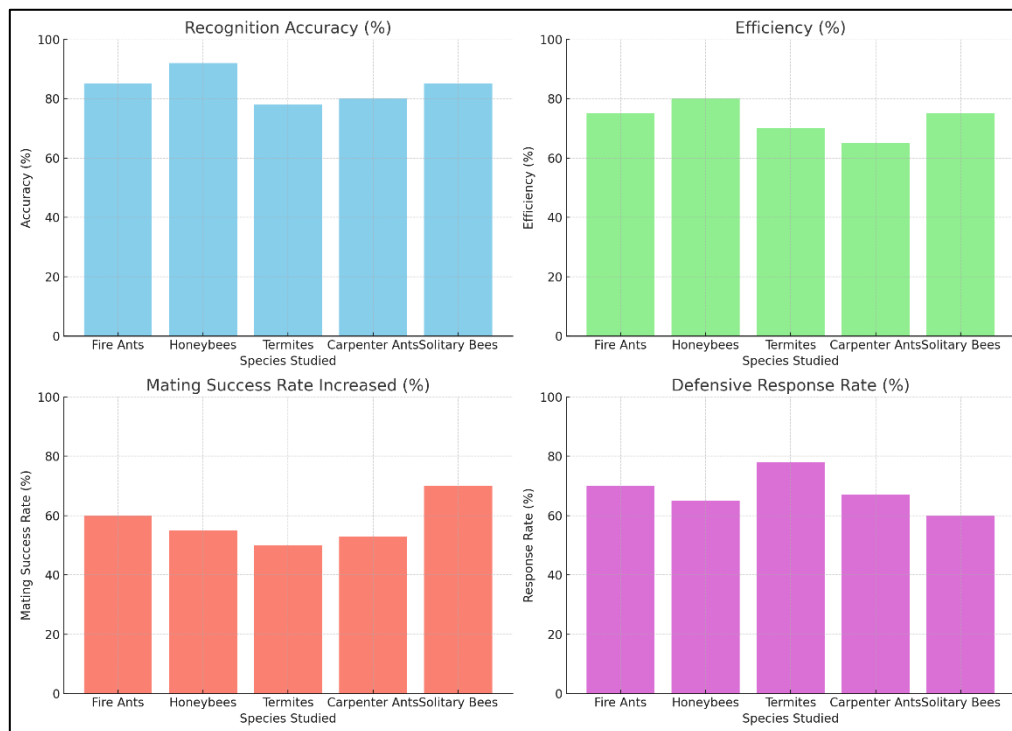 Recognition Accuracy (%)
100
80
60
40
20
0
Accuracy (%)
Fire Ants Honeybees Termites Carpenter Ants Solitary Bees
Species Studied
Efficiency (%)
100
80
60
40
20
0
Efficiency (%)
Fire Ants Honeybees Termites Carpenter Ants Solitary Bees
Species Studied
Mating Success Rate Increased (%)
100
80
60
40
20
0
Mating Success Rate (%)
Fire Ants Honeybees Termites Carpenter Ants Solitary Bees
Species Studied
Defensive Response Rate (%)
100
80
60
40
20
0
Response Rate (%)
Fire Ants Honeybees Termites Carpenter Ants Solitary Bees
Species Studied